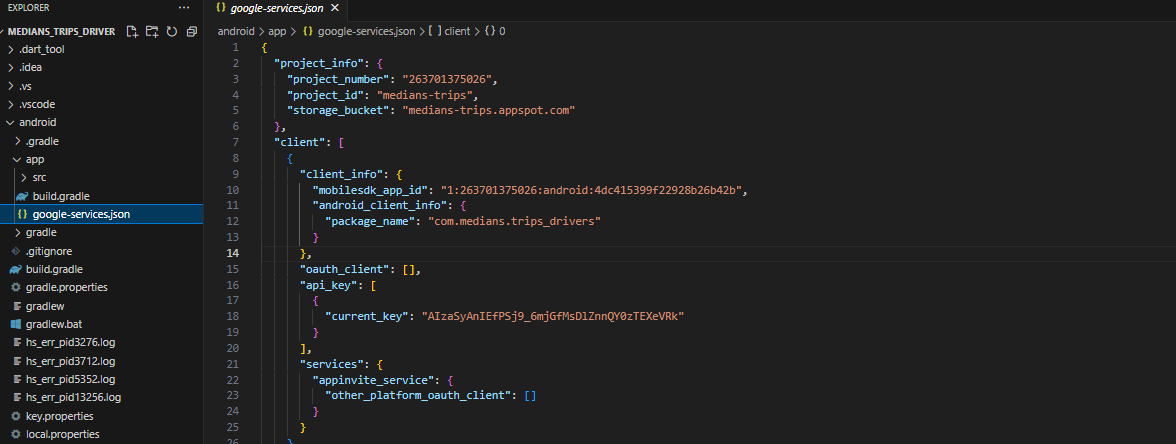 EXPLORER
···
google-services.json
MEDIANS_TRIPS_DRIVER
.dart_tool
.idea
.vs
.vscode
android
.gradle
app
src
build.gradle
google-services.json
gradle
.gitignore
build.gradle
gradle.properties
gradlew
gradlew.bat
hs_err_pid3276.log
hs_err_pid3712.log
hs_err_pid5352.log
hs_err_pid13256.log
key.properties
local.properties
android > app > {} google-services.json > [ ] client > {} 0
1 {
2 "project_info": {
3 "project_number": "263701375026",
4 "project_id": "medians-trips",
5 "storage_bucket": "medians-trips.appspot.com"
6 },
7 "client": [
8 {
9 "client_info": {
10 "mobilesdk_app_id": "1:263701375026:android:4dc415399f22928b26b42b",
11 "android_client_info": {
12 "package_name": "com.medians.trips_drivers"
13 }
14 },
15 "oauth_client": [],
16 "api_key": [
17 {
18 "current_key": "AIzaSyAnIEfPSj9_6mjGfMsDlZnnQY0zTEXeVRk"
19 }
20 ],
21 "services": {
22 "appinvite_service": {
23 "other_platform_oauth_client": []
24 }
25 }
26 }